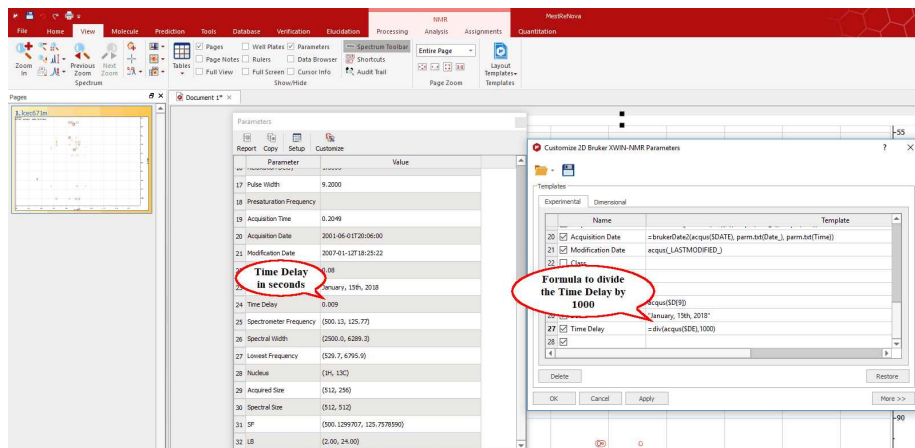 NMR
MestReNova
File Home View Molecule Prediction Tools Database Verification Elucidation Processing Analysis Assignments Quantitation
Zoom In
Previous Zoom
Next Zoom
Spectrum
Tables
Pages Well Plates Parameters Spectrum Toolbar
Page Notes Rulers Data Browser Shortcuts
Full View Full Screen Cursor Info Audit Trail
Show/Hide
Entire Page
Page Zoom
Layout Templates
Templates
Pages
Document 1*
1.
Parameters
Report Copy Setup Customize
Parameter Value
17 Pulse Width 9.2000
18 Presaturation Frequency
19 Acquisition Time 0.2049
20 Acquisition Date 2001-06-01T20:06:00
21 Modification Date 2007-01-12T18:25:22
0.08
January, 15th, 2018
24 Time Delay 0.009
25 Spectrometer Frequency (500.13, 125.77)
26 Spectral Width (2500.0, 6289.3)
27 Lowest Frequency (529.7, 6795.9)
28 Nucleus (1H, 13C)
29 Acquired Size (512, 256)
30 Spectral Size (512, 512)
31 SF (500.1299707, 125.7578590)
32 LB (2.00, 24.00)
Time Delay
in seconds
Customize 2D Bruker XWIN-NMR Parameters ? X
Templates
Experimental Dimensional
Name Template
20 Acquisition Date =brukerDate2(acqus($DATE), parm.txt(Date_), parm.txt(Time))
21 Modification Date acqus(_LASTMODIFIED_)
22 Class
acqus($D[9])
"January, 15th, 2018"
27 Time Delay =div(acqus($DE),1000)
28
Formula to divide
the Time Delay by
1000
Delete Restore
OK Cancel Apply More >>
-55
-90